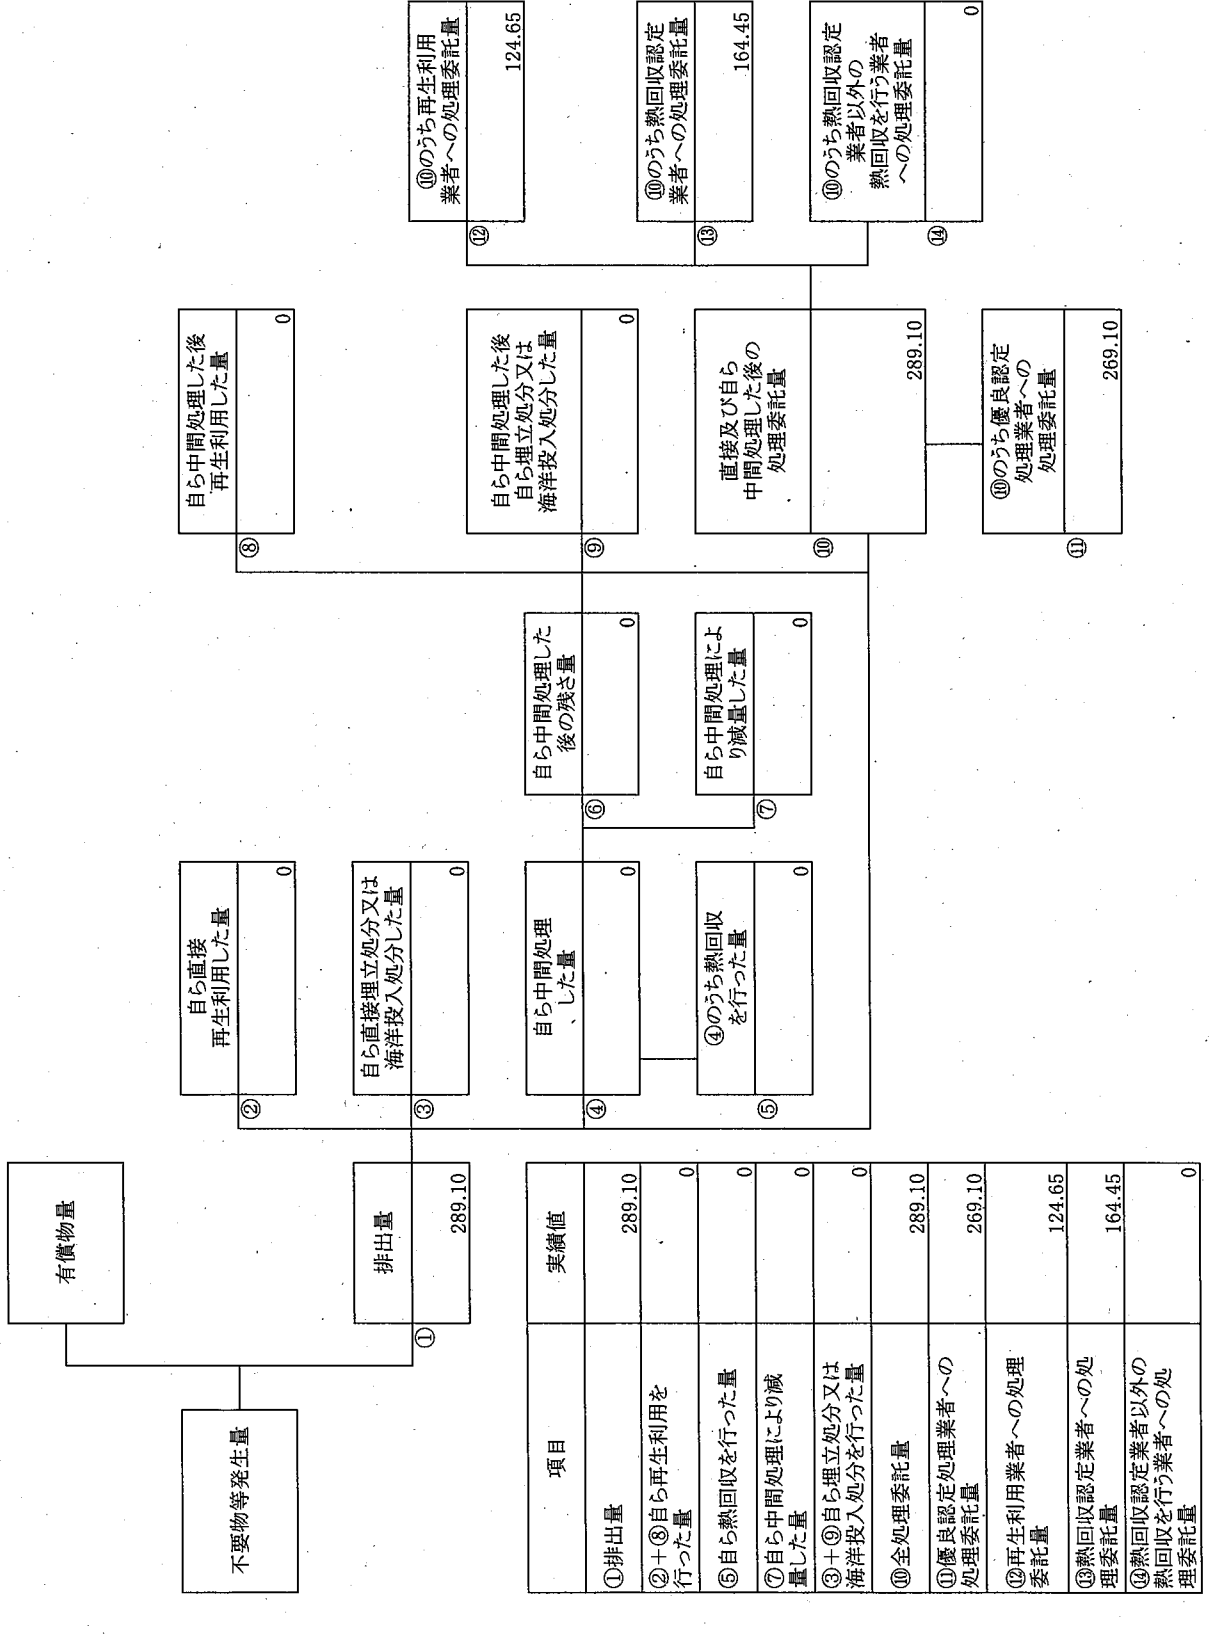 不要物等発生量
有償物量
①
排出量
289.10
②
自ら直接
再生利用した量
0
③
自ら直接埋立処分又は
海洋投入処分した量
0
④
自ら中間処理
した量
0
⑤
④のうち熱回収
を行った量
0
⑥
自ら中間処理した
後の残さ量
0
⑦
自ら中間処理によ
り減量した量
0
⑧
自ら中間処理した後
再生利用した量
0
⑨
自ら中間処理した後
自ら埋立処分又は
海洋投入処分した量
0
⑩
直接及び自ら
中間処理した後の
処理委託量
289.10
⑪
⑩のうち優良認定
処理業者への
処理委託量
269.10
⑫
⑩のうち再生利用
業者への処理委託量
124.65
⑬
⑩のうち熱回収認定
業者への処理委託量
164.45
⑭
⑩のうち熱回収認定
業者以外の
熱回収を行う業者
への処理委託量
0
項目 実績値
①排出量 289.10
②+⑧自ら再生利用を
行った量 0
⑤自ら熱回収を行った量 0
⑦自ら中間処理により減
量した量 0
③+⑨自ら埋立処分又は
海洋投入処分を行った量 0
⑩全処理委託量 289.10
⑪優良認定処理業者への
処理委託量 269.10
⑫再生利用業者への処理
委託量 124.65
⑬熱回収認定業者への処
理委託量 164.45
⑭熱回収認定業者以外の
熱回収を行う業者への処
理委託量 0